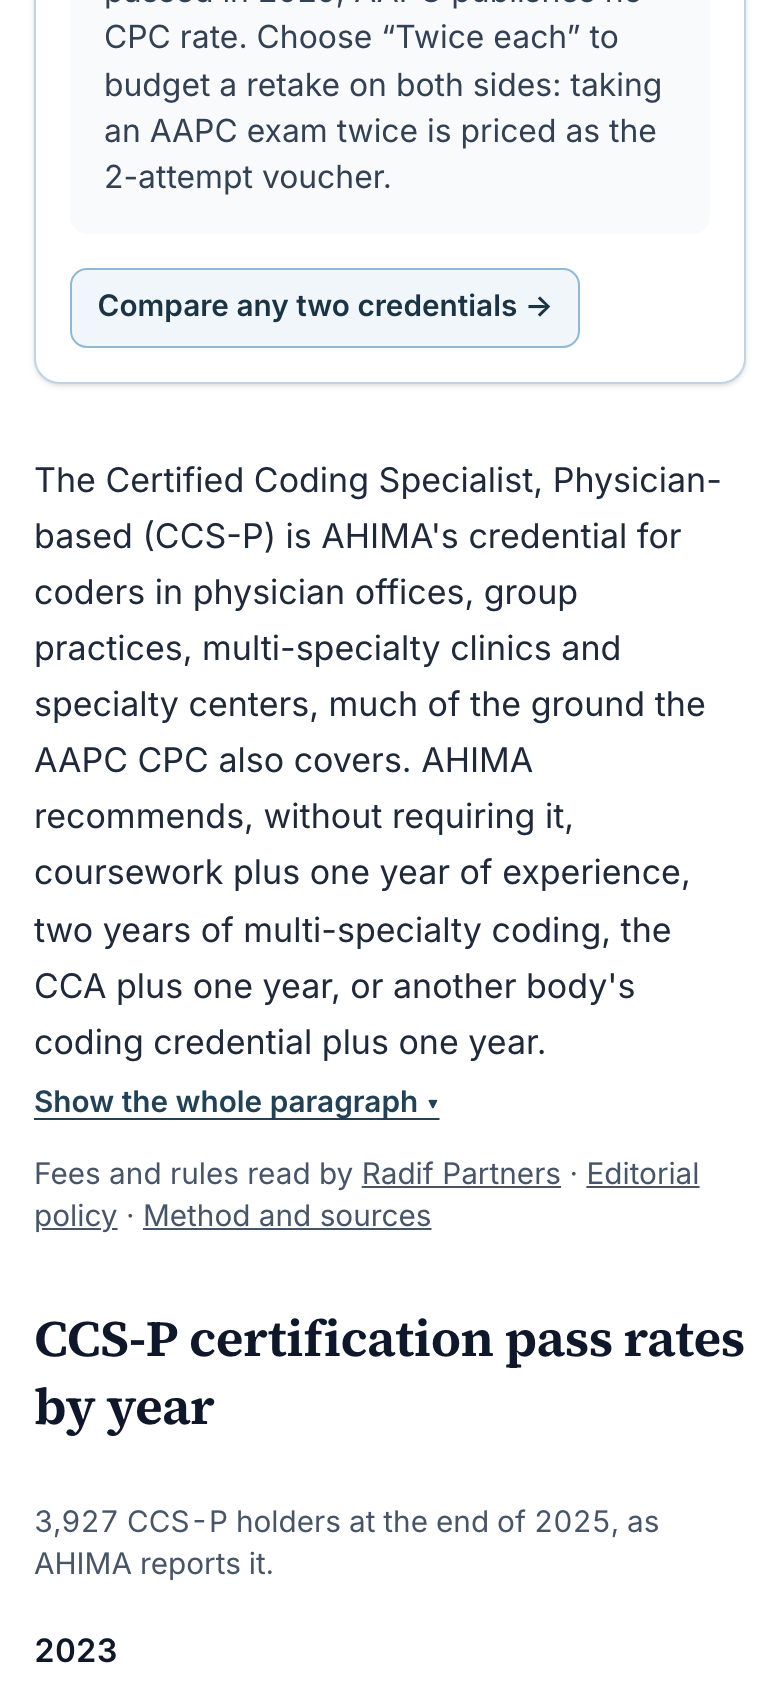 CPC rate. Choose “Twice each” to
budget a retake on both sides: taking
an AAPC exam twice is priced as the
2-attempt voucher.
Compare any two credentials →
The Certified Coding Specialist, Physician-
based (CCS-P) is AHIMA's credential for
coders in physician offices, group
practices, multi-specialty clinics and
specialty centers, much of the ground the
AAPC CPC also covers. AHIMA
recommends, without requiring it,
coursework plus one year of experience,
two years of multi-specialty coding, the
CCA plus one year, or another body's
coding credential plus one year.
Show the whole paragraph ▾
Fees and rules read by Radif Partners · Editorial
policy · Method and sources
CCS-P certification pass rates
by year
3,927 CCS-P holders at the end of 2025, as
AHIMA reports it.
2023